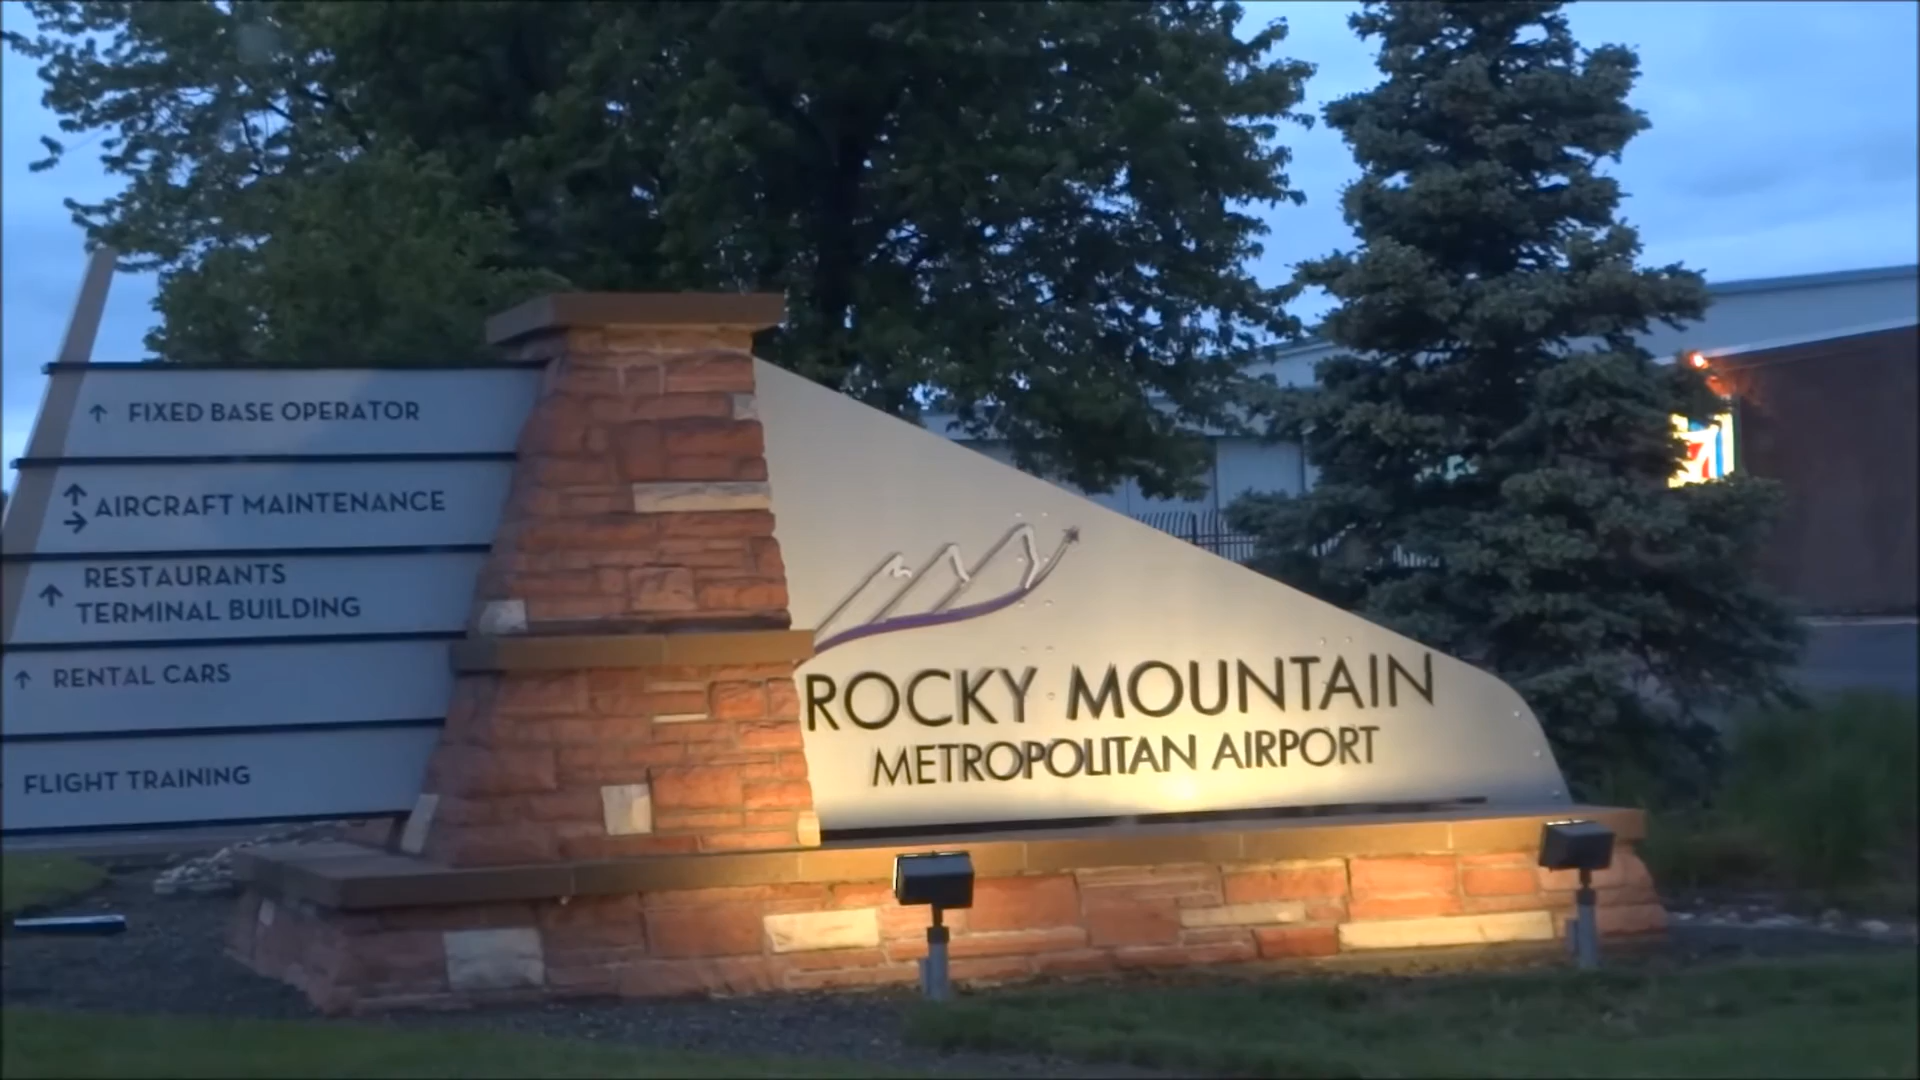 ↑ FIXED BASE OPERATOR
↑ → AIRCRAFT MAINTENANCE
↑ RESTAURANTS
TERMINAL BUILDING
↑ RENTAL CARS
FLIGHT TRAINING
ROCKY MOUNTAIN
METROPOLITAN AIRPORT